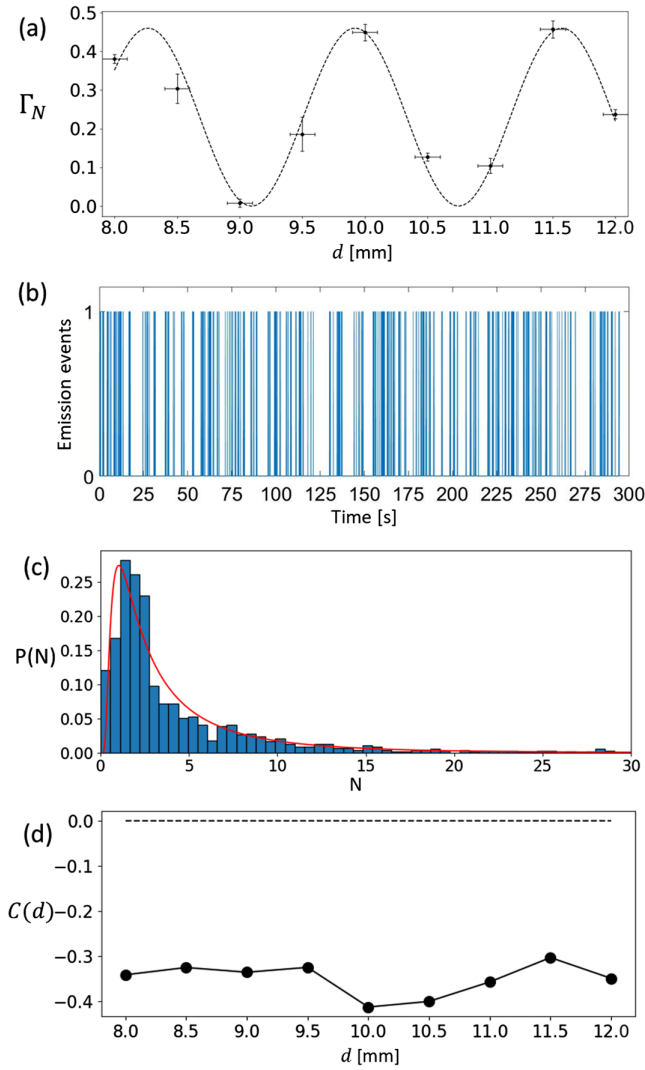 (a)
0.5
0.4
0.3
0.2
0.1
0.0
Γ_N
8.0 8.5 9.0 9.5 10.0 10.5 11.0 11.5 12.0
d [mm]
(b)
1
0
Emission events
0 25 50 75 100 125 150 175 200 225 250 275 300
Time [s]
(c)
0.25
0.20
0.15
0.10
0.05
0.00
P(N)
0 5 10 15 20 25 30
N
(d)
0.0
−0.1
−0.2
−0.3
−0.4
C(d)
8.0 8.5 9.0 9.5 10.0 10.5 11.0 11.5 12.0
d [mm]